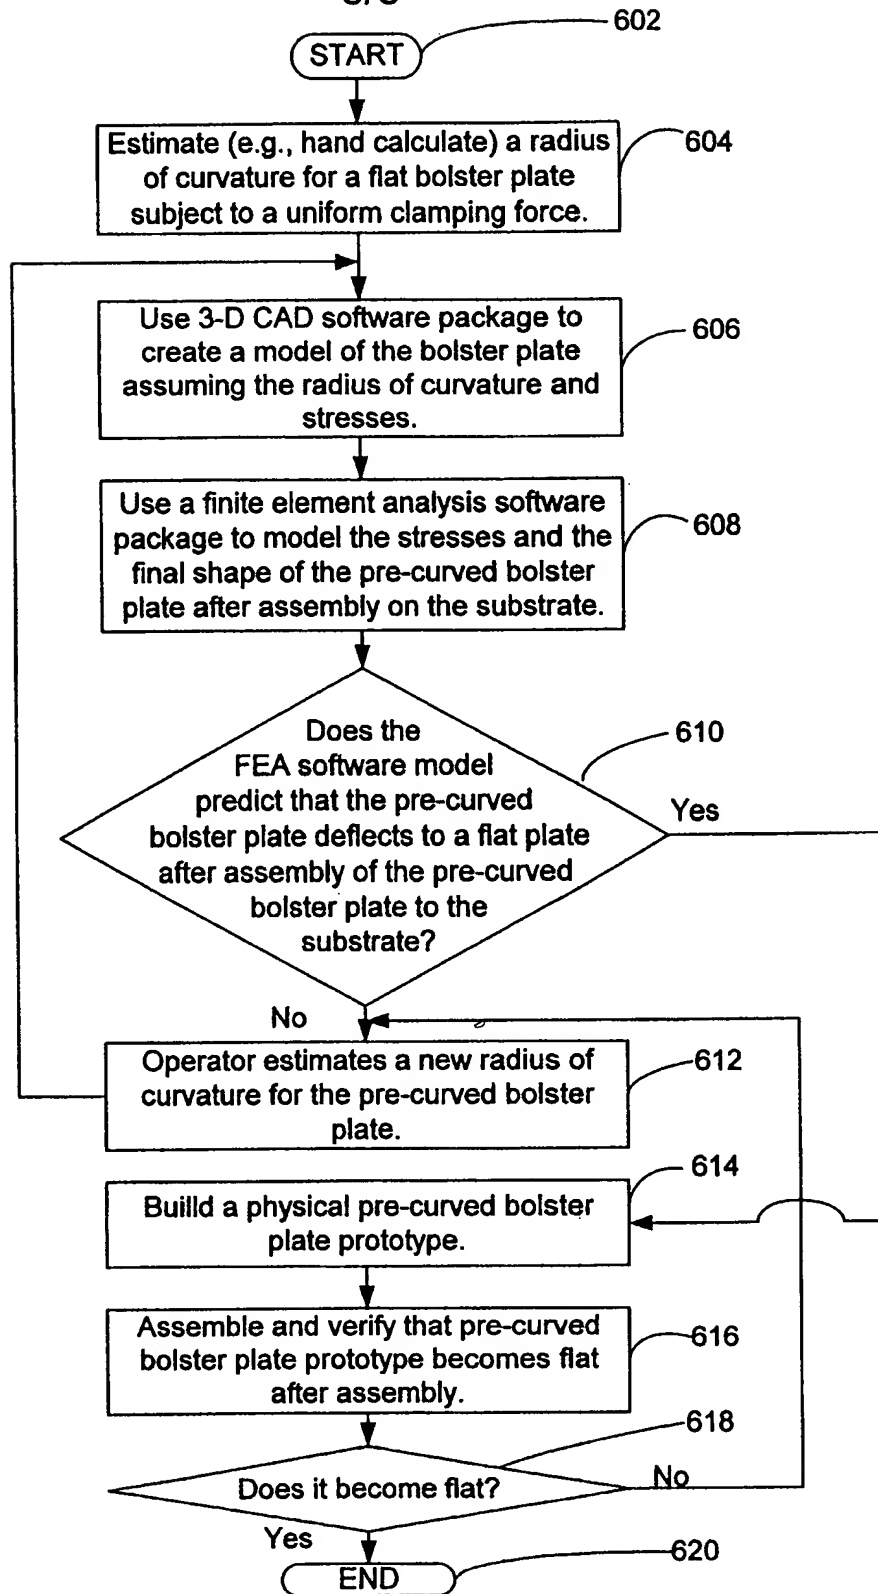 602
START
Estimate (e.g., hand calculate) a radius
of curvature for a flat bolster plate
subject to a uniform clamping force.
604
Use 3-D CAD software package to
create a model of the bolster plate
assuming the radius of curvature and
stresses.
606
Use a finite element analysis software
package to model the stresses and the
final shape of the pre-curved bolster
plate after assembly on the substrate.
608
Does the
FEA software model
predict that the pre-curved
bolster plate deflects to a flat plate
after assembly of the pre-curved
bolster plate to the
substrate?
610
Yes
No
Operator estimates a new radius of
curvature for the pre-curved bolster
plate.
612
614
Builld a physical pre-curved bolster
plate prototype.
Assemble and verify that pre-curved
bolster plate prototype becomes flat
after assembly.
616
618
Does it become flat?
No
Yes
END
620